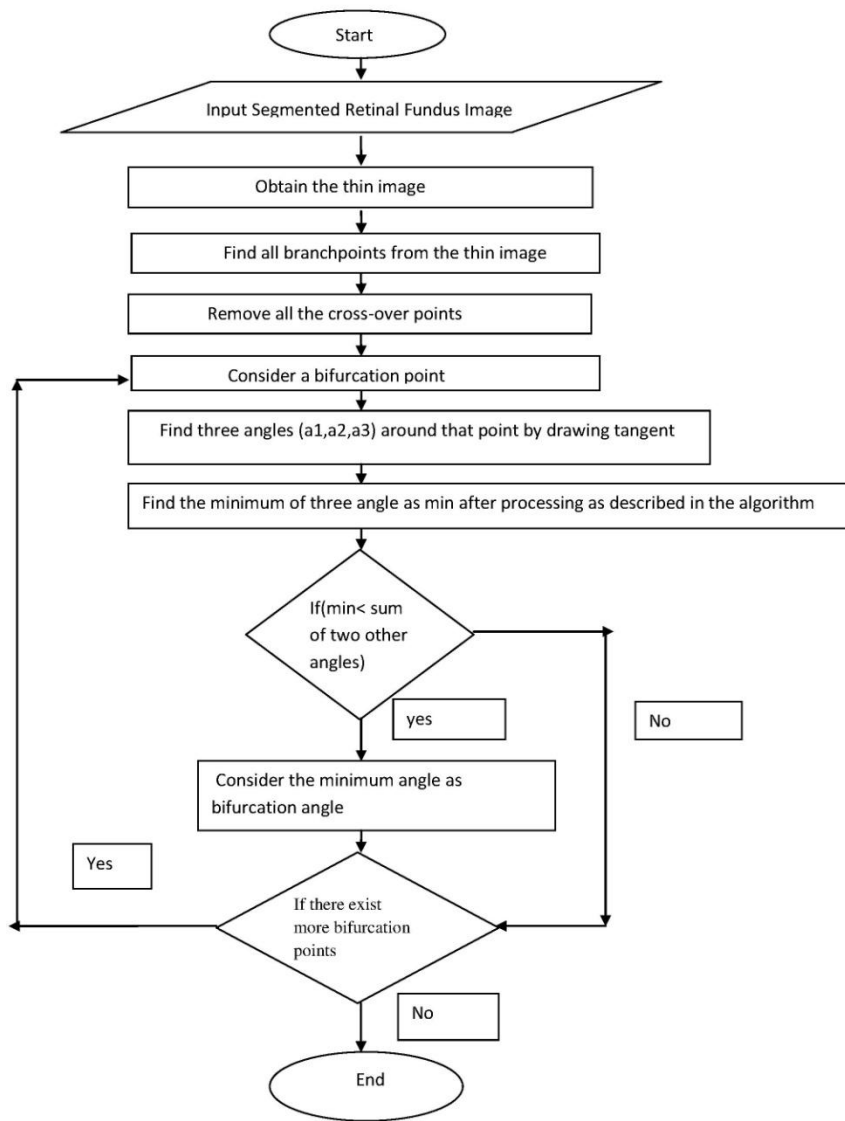 Start
Input Segmented Retinal Fundus Image
Obtain the thin image
Find all branchpoints from the thin image
Remove all the cross-over points
Consider a bifurcation point
Find three angles (a1,a2,a3) around that point by drawing tangent
Find the minimum of three angle as min after processing as described in the algorithm
If(min< sum
of two other
angles)
yes
No
Consider the minimum angle as
bifurcation angle
Yes
If there exist
more bifurcation
points
No
End